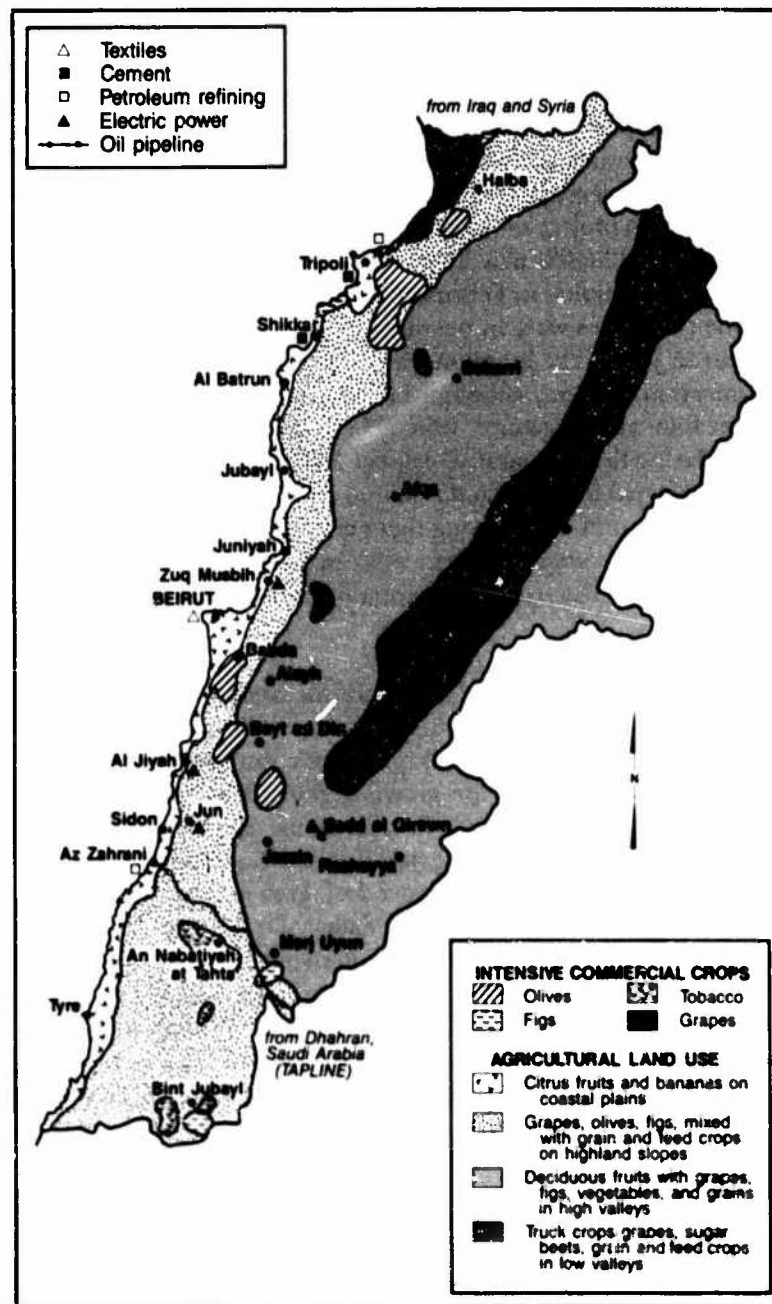 Textiles
Cement
Petroleum refining
Electric power
Oil pipeline
from Iraq and Syria
Halba
Tripoli
Shikkar
Al Batrun
Jubayl
Juniyah
Zuq Musbih
BEIRUT
Alayh
Bayt ad Din
Al Jiyah
Jun
Sidon
Az Zahrani
Jazzin
Rashayya
Marj Uyun
An Nabatiyah
at Tahta
Tyre
from Dhahran,
Saudi Arabia
(TAPLINE)
Bint Jubayl
N
INTENSIVE COMMERCIAL CROPS
Olives
Tobacco
Figs
Grapes
AGRICULTURAL LAND USE
Citrus fruits and bananas on
coastal plains
Grapes, olives, figs, mixed
with grain and feed crops
on highland slopes
Deciduous fruits with grapes,
figs, vegetables, and grains
in high valleys
Truck crops grapes, sugar
beets, grain and feed crops
in low valleys